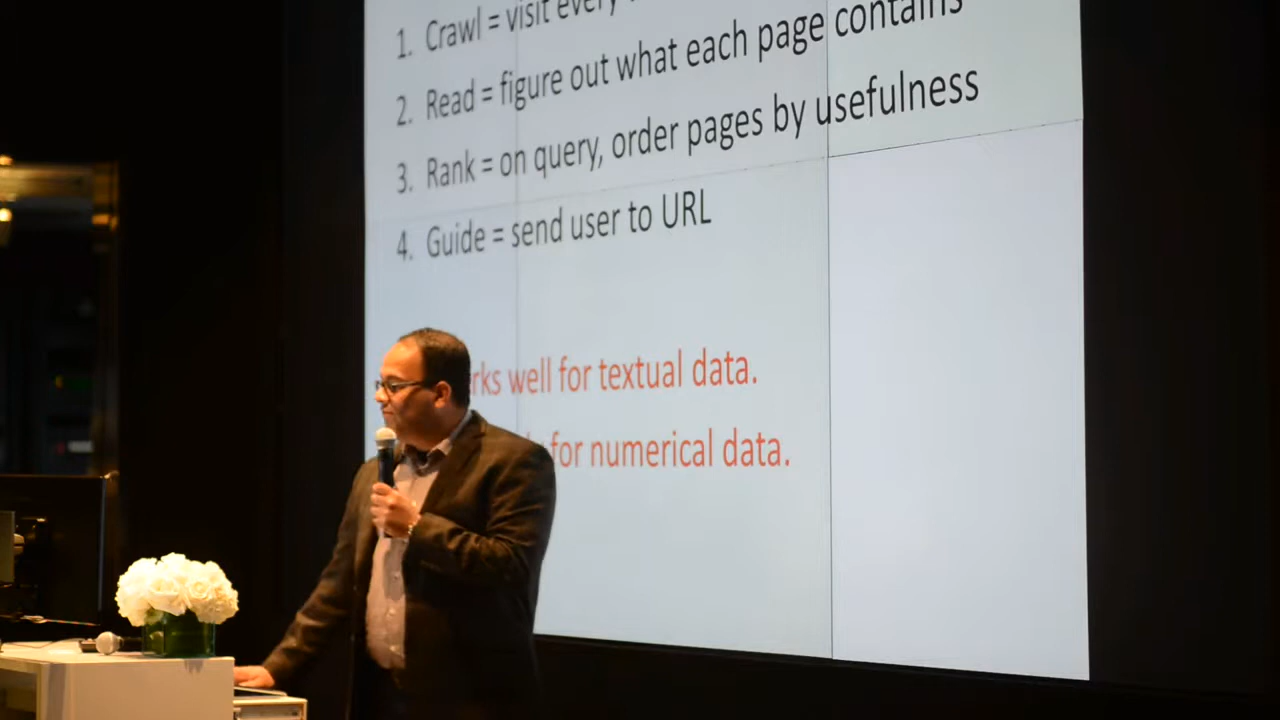 1. Crawl = visit every
2. Read = figure out what each page contains
3. Rank = on query, order pages by usefulness
4. Guide = send user to URL
well for textual data.
for numerical data.